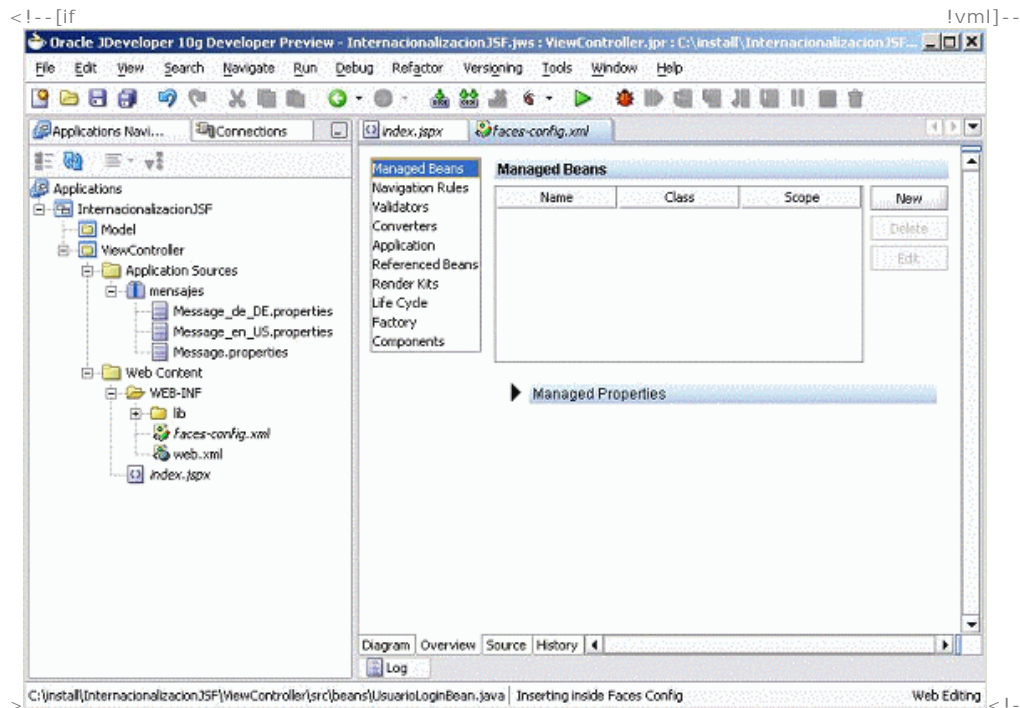 <!--[if !vml]--
Oracle JDeveloper 10g Developer Preview - InternacionalizacionJSF.jws : ViewController.jpr : C:\install\InternacionalizacionJSF...
File Edit View Search Navigate Run Debug Refactor Versioning Tools Window Help
Applications Navi... Connections
index.jspx faces-config.xml
Applications
InternacionalizacionJSF
Model
ViewController
Application Sources
mensajes
Message_de_DE.properties
Message_en_US.properties
Message.properties
Web Content
WEB-INF
lib
faces-config.xml
web.xml
index.jspx
Managed Beans
Navigation Rules
Validators
Converters
Application
Referenced Beans
Render Kits
Life Cycle
Factory
Components
Managed Beans
Name Class Scope
New
Delete
Edit
Managed Properties
Diagram Overview Source History
Log
C:\install\InternacionalizacionJSF\ViewController\src\beans\UsuarioLoginBean.java Inserting inside Faces Config Web Editing
> <!-